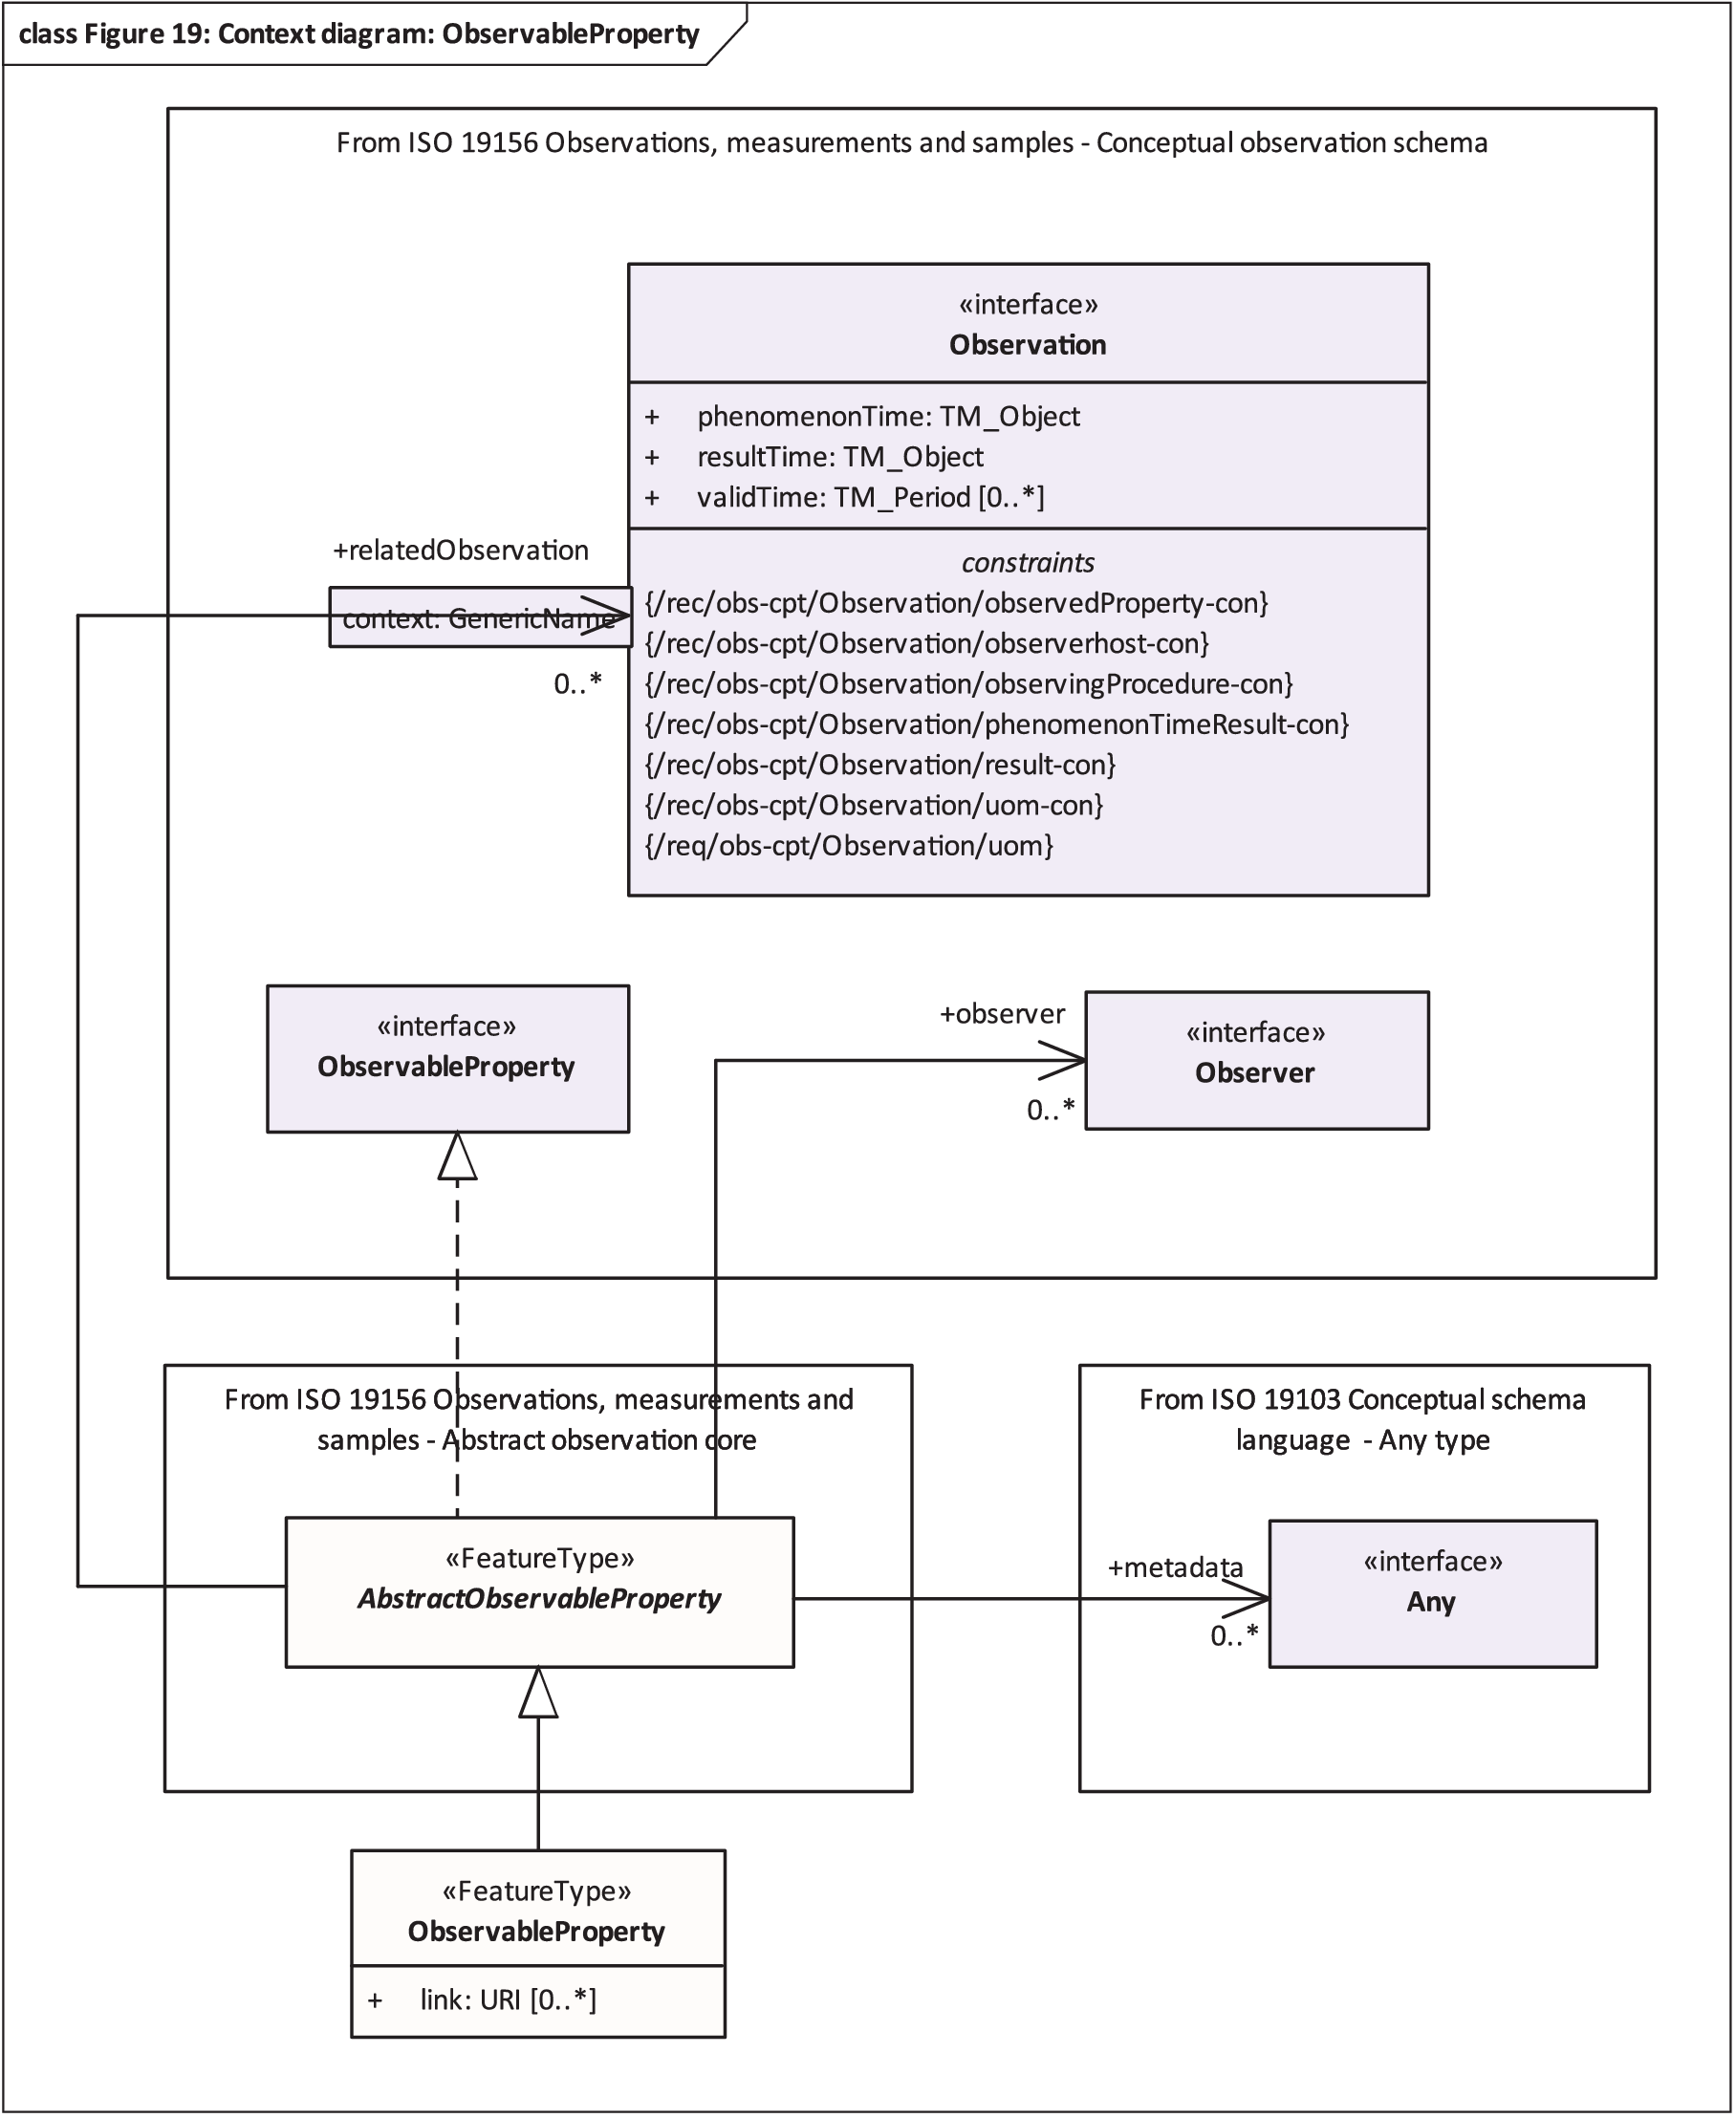 class Figure 19: Context diagram: ObservableProperty
From ISO 19156 Observations, measurements and samples - Conceptual observation schema
«interface»
Observation
+ phenomenonTime: TM_Object
+ resultTime: TM_Object
+ validTime: TM_Period [0..*]
constraints
{/rec/obs-cpt/Observation/observedProperty-con}
{/rec/obs-cpt/Observation/observerhost-con}
{/rec/obs-cpt/Observation/observingProcedure-con}
{/rec/obs-cpt/Observation/phenomenonTimeResult-con}
{/rec/obs-cpt/Observation/result-con}
{/rec/obs-cpt/Observation/uom-con}
{/req/obs-cpt/Observation/uom}
+relatedObservation
context: GenericName
0..*
«interface»
ObservableProperty
+observer
0..*
«interface»
Observer
From ISO 19156 Observations, measurements and
samples - Abstract observation core
«FeatureType»
AbstractObservableProperty
From ISO 19103 Conceptual schema
language - Any type
+metadata
0..*
«interface»
Any
«FeatureType»
ObservableProperty
+ link: URI [0..*]